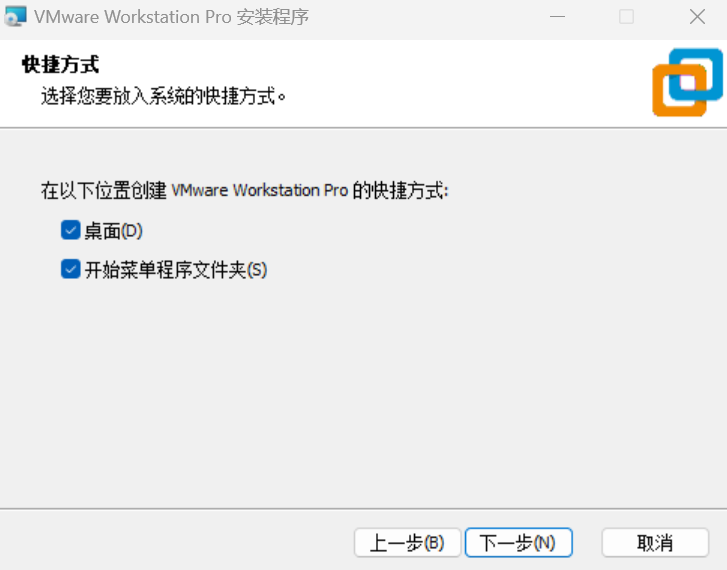 VMware Workstation Pro 安装程序
快捷方式
选择您要放入系统的快捷方式。
在以下位置创建 VMware Workstation Pro 的快捷方式:
桌面(D)
开始菜单程序文件夹(S)
上一步(B) 下一步(N) 取消